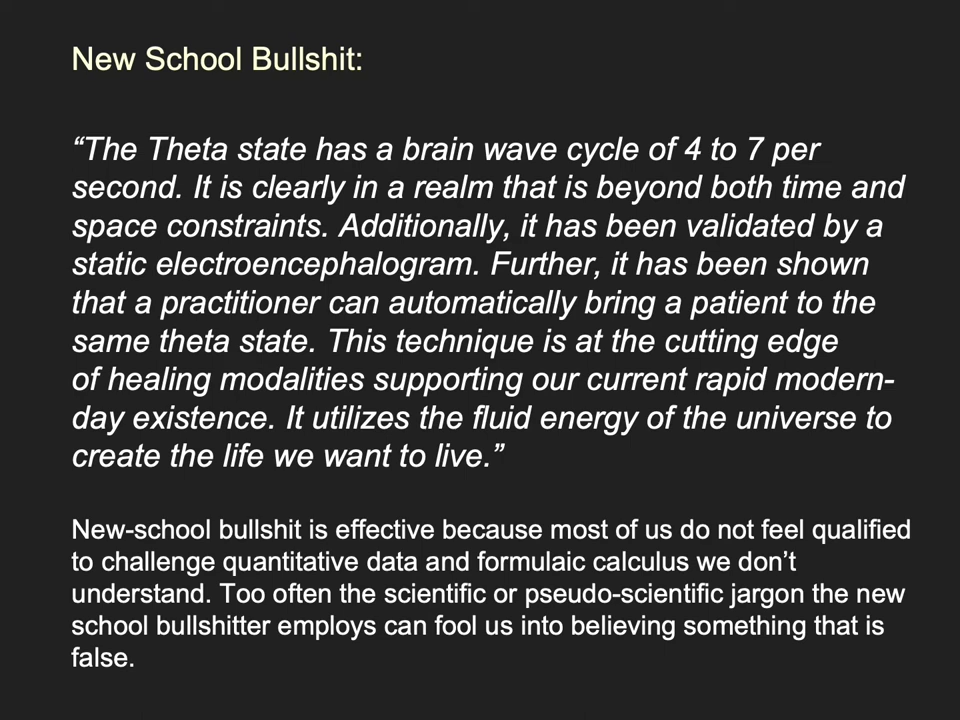 New School Bullshit:
“The Theta state has a brain wave cycle of 4 to 7 per
second. It is clearly in a realm that is beyond both time and
space constraints. Additionally, it has been validated by a
static electroencephalogram. Further, it has been shown
that a practitioner can automatically bring a patient to the
same theta state. This technique is at the cutting edge
of healing modalities supporting our current rapid modern-
day existence. It utilizes the fluid energy of the universe to
create the life we want to live.”
New-school bullshit is effective because most of us do not feel qualified
to challenge quantitative data and formulaic calculus we don’t
understand. Too often the scientific or pseudo-scientific jargon the new
school bullshitter employs can fool us into believing something that is
false.